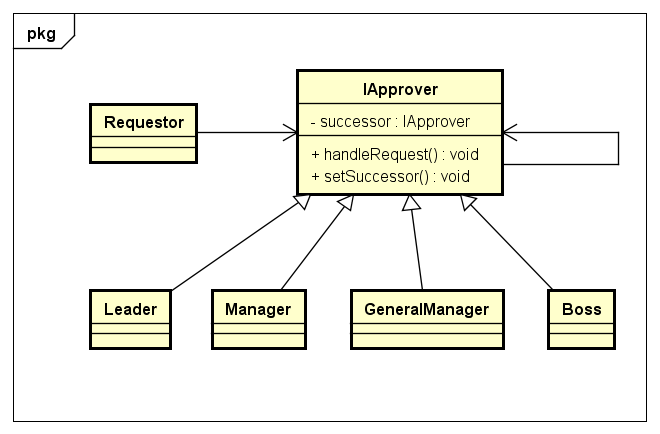 pkg
IApprover
- successor : IApprover
+ handleRequest() : void
+ setSuccessor() : void
Requestor
Leader
Manager
GeneralManager
Boss